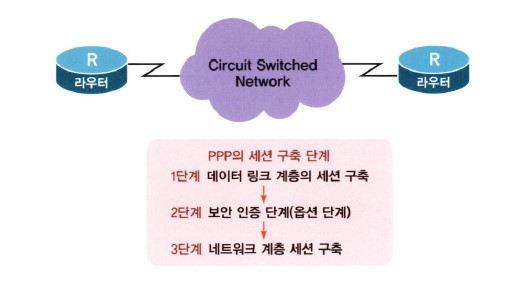 R
라우터
Circuit Switched
Network
R
라우터
PPP의 세션 구축 단계
1단계 데이터 링크 계층의 세션 구축
2단계 보안 인증 단계(옵션 단계)
3단계 네트워크 계층 세션 구축